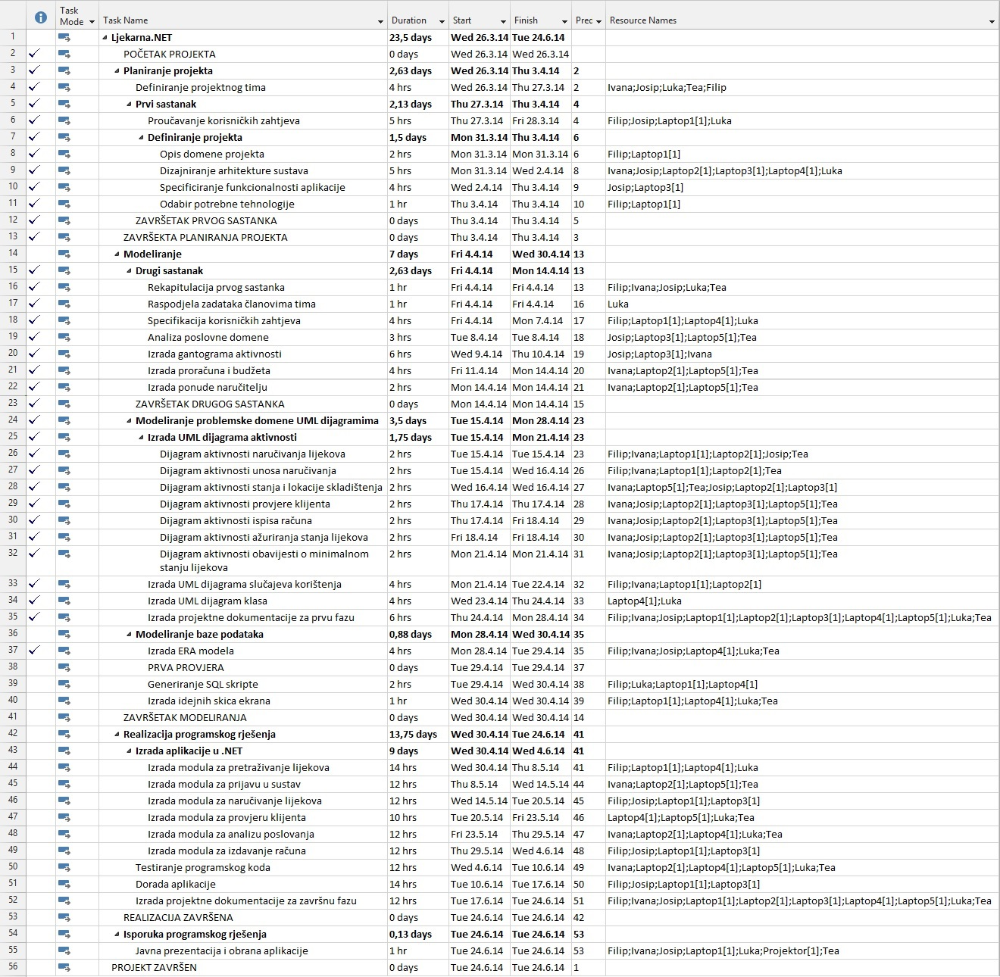 Task Mode Task Name Duration Start Finish Prec Resource Names
1 Ljekarna.NET 23,5 days Wed 26.3.14 Tue 24.6.14
2 POČETAK PROJEKTA 0 days Wed 26.3.14 Wed 26.3.14
3 Planiranje projekta 2,63 days Wed 26.3.14 Thu 3.4.14 2
4 Definiranje projektnog tima 4 hrs Wed 26.3.14 Thu 27.3.14 2 Ivana;Josip;Luka;Tea;Filip
5 Prvi sastanak 2,13 days Thu 27.3.14 Thu 3.4.14 4
6 Proučavanje korisničkih zahtjeva 5 hrs Thu 27.3.14 Fri 28.3.14 4 Filip;Josip;Laptop1[1];Luka
7 Definiranje projekta 1,5 days Mon 31.3.14 Thu 3.4.14 6
8 Opis domene projekta 2 hrs Mon 31.3.14 Mon 31.3.14 6 Filip;Laptop1[1]
9 Dizajniranje arhitekture sustava 5 hrs Mon 31.3.14 Wed 2.4.14 8 Ivana;Josip;Laptop2[1];Laptop3[1];Laptop4[1];Luka
10 Specificiranje funkcionalnosti aplikacije 4 hrs Wed 2.4.14 Thu 3.4.14 9 Josip;Laptop3[1]
11 Odabir potrebne tehnologije 1 hr Thu 3.4.14 Thu 3.4.14 10 Filip;Laptop1[1]
12 ZAVRŠETAK PRVOG SASTANKA 0 days Thu 3.4.14 Thu 3.4.14 5
13 ZAVRŠEKTA PLANIRANJA PROJEKTA 0 days Thu 3.4.14 Thu 3.4.14 3
14 Modeliranje 7 days Fri 4.4.14 Wed 30.4.14 13
15 Drugi sastanak 2,63 days Fri 4.4.14 Mon 14.4.14 13
16 Rekapitulacija prvog sastanka 1 hr Fri 4.4.14 Fri 4.4.14 13 Filip;Ivana;Josip;Luka;Tea
17 Raspodjela zadataka članovima tima 1 hr Fri 4.4.14 Fri 4.4.14 16 Luka
18 Specifikacija korisničkih zahtjeva 4 hrs Fri 4.4.14 Mon 7.4.14 17 Filip;Laptop1[1];Laptop4[1];Luka
19 Analiza poslovne domene 3 hrs Tue 8.4.14 Tue 8.4.14 18 Josip;Laptop3[1];Laptop5[1];Tea
20 Izrada gantograma aktivnosti 6 hrs Wed 9.4.14 Thu 10.4.14 19 Josip;Laptop3[1];Ivana
21 Izrada proračuna i budžeta 4 hrs Fri 11.4.14 Mon 14.4.14 20 Ivana;Laptop2[1];Laptop5[1];Tea
22 Izrada ponude naručitelju 2 hrs Mon 14.4.14 Mon 14.4.14 21 Ivana;Laptop2[1];Laptop5[1];Tea
23 ZAVRŠETAK DRUGOG SASTANKA 0 days Mon 14.4.14 Mon 14.4.14 15
24 Modeliranje problemske domene UML dijagramima 3,5 days Tue 15.4.14 Mon 28.4.14 23
25 Izrada UML dijagrama aktivnosti 1,75 days Tue 15.4.14 Mon 21.4.14 23
26 Dijagram aktivnosti naručivanja lijekova 2 hrs Tue 15.4.14 Tue 15.4.14 23 Filip;Ivana;Laptop1[1];Laptop2[1];Josip;Tea
27 Dijagram aktivnosti unosa naručivanja 2 hrs Tue 15.4.14 Wed 16.4.14 26 Filip;Ivana;Laptop1[1];Laptop2[1];Tea
28 Dijagram aktivnosti stanja i lokacije skladištenja 2 hrs Wed 16.4.14 Wed 16.4.14 27 Ivana;Laptop5[1];Tea;Josip;Laptop2[1];Laptop3[1]
29 Dijagram aktivnosti provjere klijenta 2 hrs Thu 17.4.14 Thu 17.4.14 28 Ivana;Josip;Laptop2[1];Laptop3[1];Laptop5[1];Tea
30 Dijagram aktivnosti ispisa računa 2 hrs Thu 17.4.14 Fri 18.4.14 29 Ivana;Josip;Laptop2[1];Laptop3[1];Laptop5[1];Tea
31 Dijagram aktivnosti ažuriranja stanja lijekova 2 hrs Fri 18.4.14 Fri 18.4.14 30 Ivana;Josip;Laptop2[1];Laptop3[1];Laptop5[1];Tea
32 Dijagram aktivnosti obavijesti o minimalnom 2 hrs Mon 21.4.14 Mon 21.4.14 31 Ivana;Josip;Laptop2[1];Laptop3[1];Laptop5[1];Tea
stanju lijekova
33 Izrada UML dijagrama slučajeva korištenja 4 hrs Mon 21.4.14 Tue 22.4.14 32 Filip;Ivana;Laptop1[1];Laptop2[1]
34 Izrada UML dijagram klasa 4 hrs Wed 23.4.14 Thu 24.4.14 33 Laptop4[1];Luka
35 Izrada projektne dokumentacije za prvu fazu 6 hrs Thu 24.4.14 Mon 28.4.14 34 Filip;Ivana;Josip;Laptop1[1];Laptop2[1];Laptop3[1];Laptop4[1];Laptop5[1];Luka;Tea
36 Modeliranje baze podataka 0,88 days Mon 28.4.14 Wed 30.4.14 35
37 Izrada ERA modela 4 hrs Mon 28.4.14 Tue 29.4.14 35 Filip;Ivana;Josip;Laptop4[1];Luka;Tea
38 PRVA PROVJERA 0 days Tue 29.4.14 Tue 29.4.14 37
39 Generiranje SQL skripte 2 hrs Tue 29.4.14 Wed 30.4.14 38 Filip;Luka;Laptop1[1];Laptop4[1]
40 Izrada idejnih skica ekrana 1 hr Wed 30.4.14 Wed 30.4.14 39 Filip;Laptop1[1];Laptop4[1];Luka;Tea
41 ZAVRŠETAK MODELIRANJA 0 days Wed 30.4.14 Wed 30.4.14 14
42 Realizacija programskog rješenja 13,75 days Wed 30.4.14 Tue 24.6.14 41
43 Izrada aplikacije u .NET 9 days Wed 30.4.14 Wed 4.6.14 41
44 Izrada modula za pretraživanje lijekova 14 hrs Wed 30.4.14 Thu 8.5.14 41 Filip;Laptop1[1];Laptop4[1];Luka
45 Izrada modula za prijavu u sustav 12 hrs Thu 8.5.14 Wed 14.5.14 44 Ivana;Laptop2[1];Laptop5[1];Tea
46 Izrada modula za naručivanje lijekova 12 hrs Wed 14.5.14 Tue 20.5.14 45 Filip;Josip;Laptop1[1];Laptop3[1]
47 Izrada modula za provjeru klijenta 10 hrs Tue 20.5.14 Fri 23.5.14 46 Laptop4[1];Laptop5[1];Luka;Tea
48 Izrada modula za analizu poslovanja 12 hrs Fri 23.5.14 Thu 29.5.14 47 Ivana;Laptop2[1];Laptop4[1];Luka;Tea
49 Izrada modula za izdavanje računa 12 hrs Thu 29.5.14 Wed 4.6.14 48 Filip;Josip;Laptop1[1];Laptop3[1]
50 Testiranje programskog koda 12 hrs Wed 4.6.14 Tue 10.6.14 49 Ivana;Laptop2[1];Laptop4[1];Laptop5[1];Luka;Tea
51 Dorada aplikacije 14 hrs Tue 10.6.14 Tue 17.6.14 50 Filip;Josip;Laptop1[1];Laptop3[1]
52 Izrada projektne dokumentacije za završnu fazu 12 hrs Tue 17.6.14 Tue 24.6.14 51 Filip;Ivana;Josip;Laptop1[1];Laptop2[1];Laptop3[1];Laptop4[1];Laptop5[1];Luka;Tea
53 REALIZACIJA ZAVRŠENA 0 days Tue 24.6.14 Tue 24.6.14 42
54 Isporuka programskog rješenja 0,13 days Tue 24.6.14 Tue 24.6.14 53
55 Javna prezentacija i obrana aplikacije 1 hr Tue 24.6.14 Tue 24.6.14 53 Filip;Ivana;Josip;Laptop1[1];Luka;Projektor[1];Tea
56 PROJEKT ZAVRŠEN 0 days Tue 24.6.14 Tue 24.6.14 1